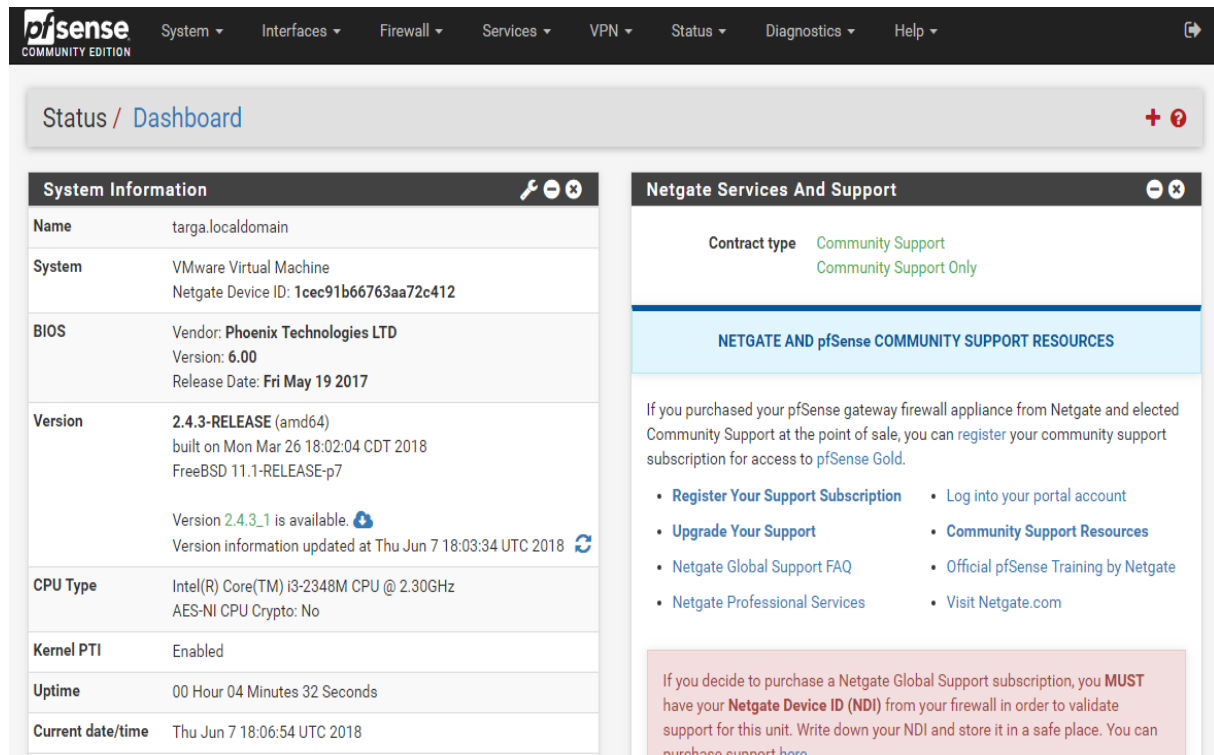 pfsense
COMMUNITY EDITION
System Interfaces Firewall Services VPN Status Diagnostics Help
Status / Dashboard
System Information
Name targa.localdomain
System VMware Virtual Machine
Netgate Device ID: 1cec91b66763aa72c412
BIOS Vendor: Phoenix Technologies LTD
Version: 6.00
Release Date: Fri May 19 2017
Version 2.4.3-RELEASE (amd64)
built on Mon Mar 26 18:02:04 CDT 2018
FreeBSD 11.1-RELEASE-p7
Version 2.4.3_1 is available.
Version information updated at Thu Jun 7 18:03:34 UTC 2018
CPU Type Intel(R) Core(TM) i3-2348M CPU @ 2.30GHz
AES-NI CPU Crypto: No
Kernel PTI Enabled
Uptime 00 Hour 04 Minutes 32 Seconds
Current date/time Thu Jun 7 18:06:54 UTC 2018
Netgate Services And Support
Contract type Community Support
Community Support Only
NETGATE AND pfSense COMMUNITY SUPPORT RESOURCES
If you purchased your pfSense gateway firewall appliance from Netgate and elected
Community Support at the point of sale, you can register your community support
subscription for access to pfSense Gold.
• Register Your Support Subscription • Log into your portal account
• Upgrade Your Support • Community Support Resources
• Netgate Global Support FAQ • Official pfSense Training by Netgate
• Netgate Professional Services • Visit Netgate.com
If you decide to purchase a Netgate Global Support subscription, you MUST
have your Netgate Device ID (NDI) from your firewall in order to validate
support for this unit. Write down your NDI and store it in a safe place. You can
purchase support here